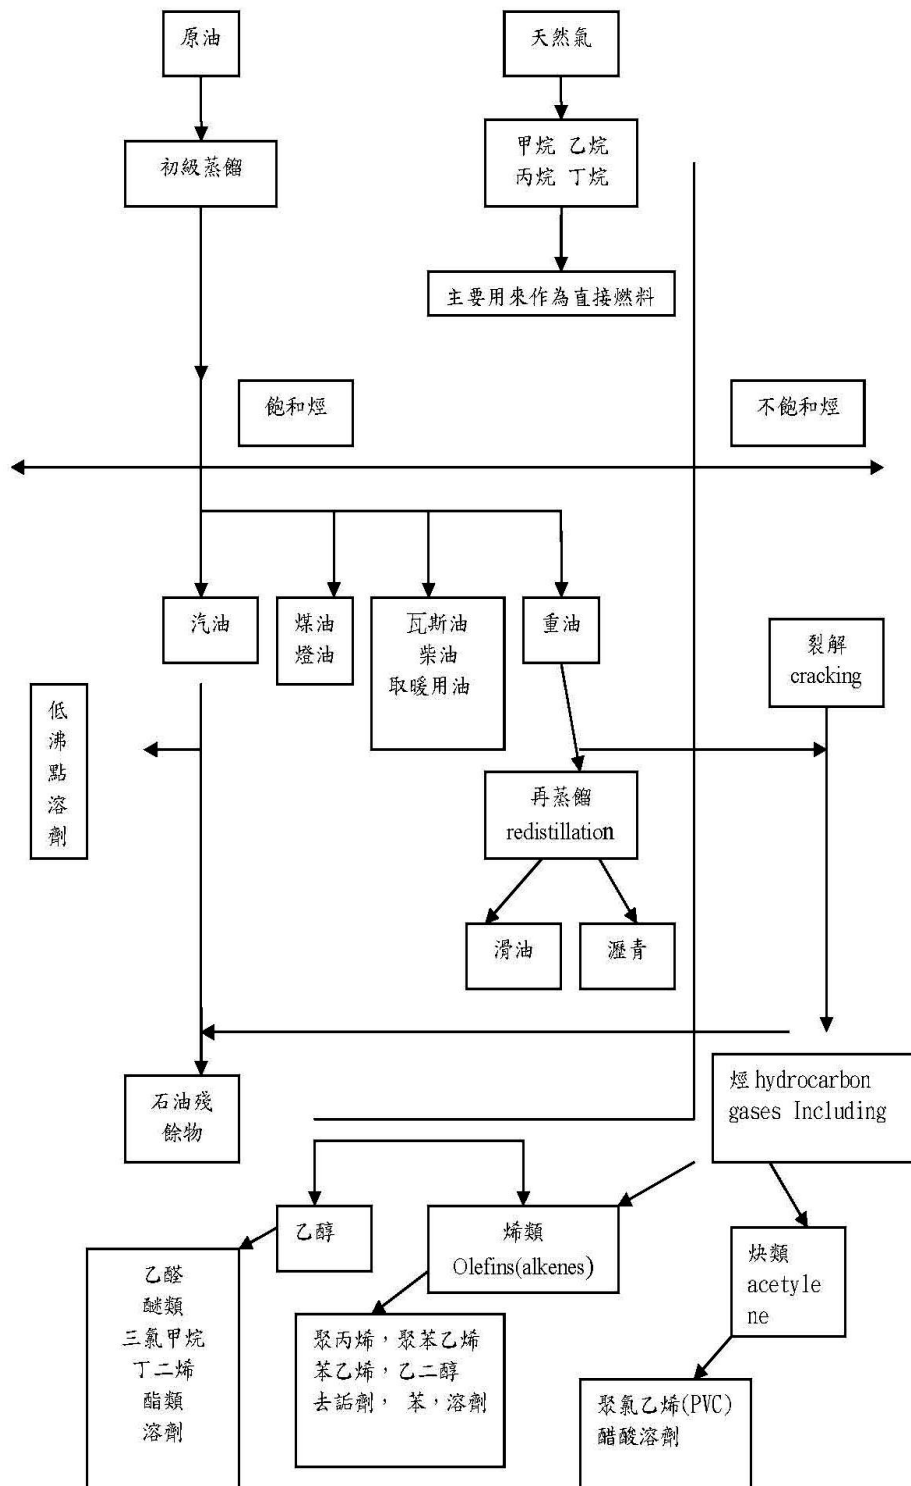 原油
天然氣
初級蒸餾
甲烷 乙烷
丙烷 丁烷
主要用來作為直接燃料
飽和烴
不飽和烴
汽油
煤油
燈油
瓦斯油
柴油
取暖用油
重油
裂解
cracking
低
沸
點
溶
劑
再蒸餾
redistillation
滑油
瀝青
石油殘
餘物
烴 hydrocarbon
gases Including
乙醇
烯類
Olefins(alkenes)
炔類
acetyle
ne
乙醛
醚類
三氯甲烷
丁二烯
酯類
溶劑
聚丙烯，聚苯乙烯
苯乙烯，乙二醇
去詬劑， 苯，溶劑
聚氯乙烯(PVC)
醋酸溶劑